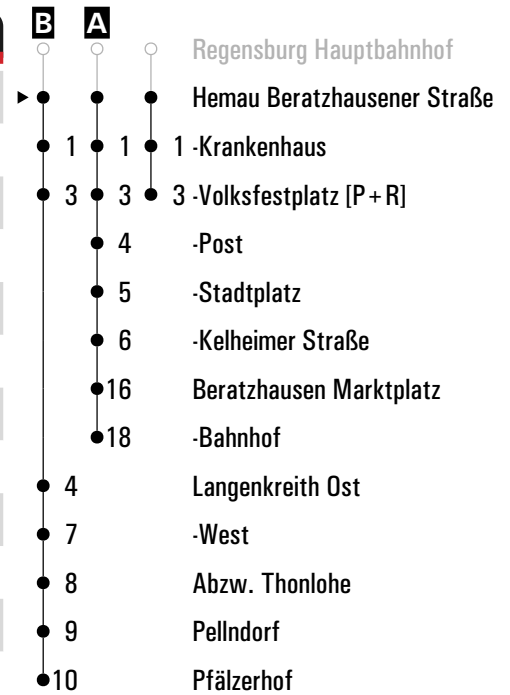 B A
Regensburg Hauptbahnhof
Hemau Beratzhausener Straße
1 1 1 -Krankenhaus
3 3 3 -Volksfestplatz [P+R]
4 -Post
5 -Stadtplatz
6 -Kelheimer Straße
16 Beratzhausen Marktplatz
18 -Bahnhof
4 Langenkreith Ost
7 -West
8 Abzw. Thonlohe
9 Pellndorf
10 Pfälzerhof